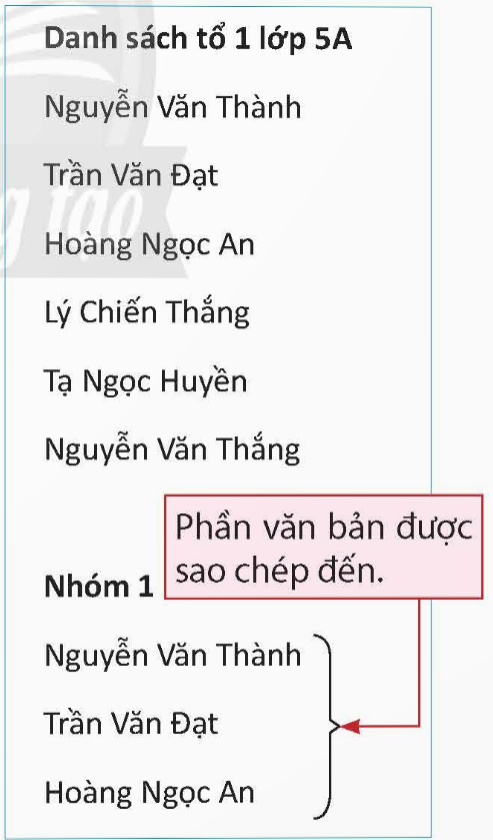 Danh sách tổ 1 lớp 5A
Nguyễn Văn Thành
Trần Văn Đạt
Hoàng Ngọc An
Lý Chiến Thắng
Tạ Ngọc Huyền
Nguyễn Văn Thắng
Phần văn bản được
sao chép đến.
Nhóm 1
Nguyễn Văn Thành
Trần Văn Đạt
Hoàng Ngọc An